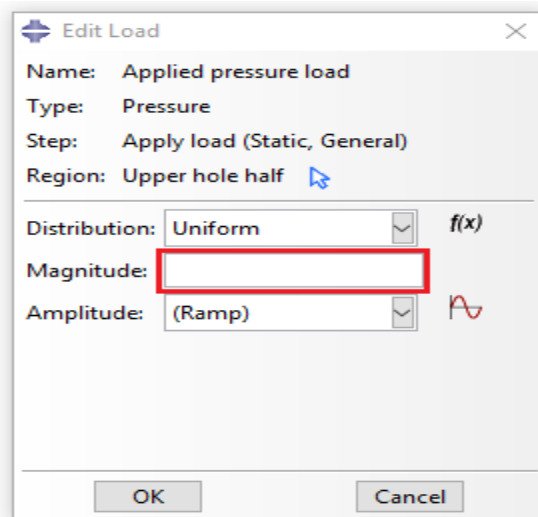 Edit Load
Name: Applied pressure load
Type: Pressure
Step: Apply load (Static, General)
Region: Upper hole half
Distribution: Uniform f(x)
Magnitude:
Amplitude: (Ramp)
OK Cancel